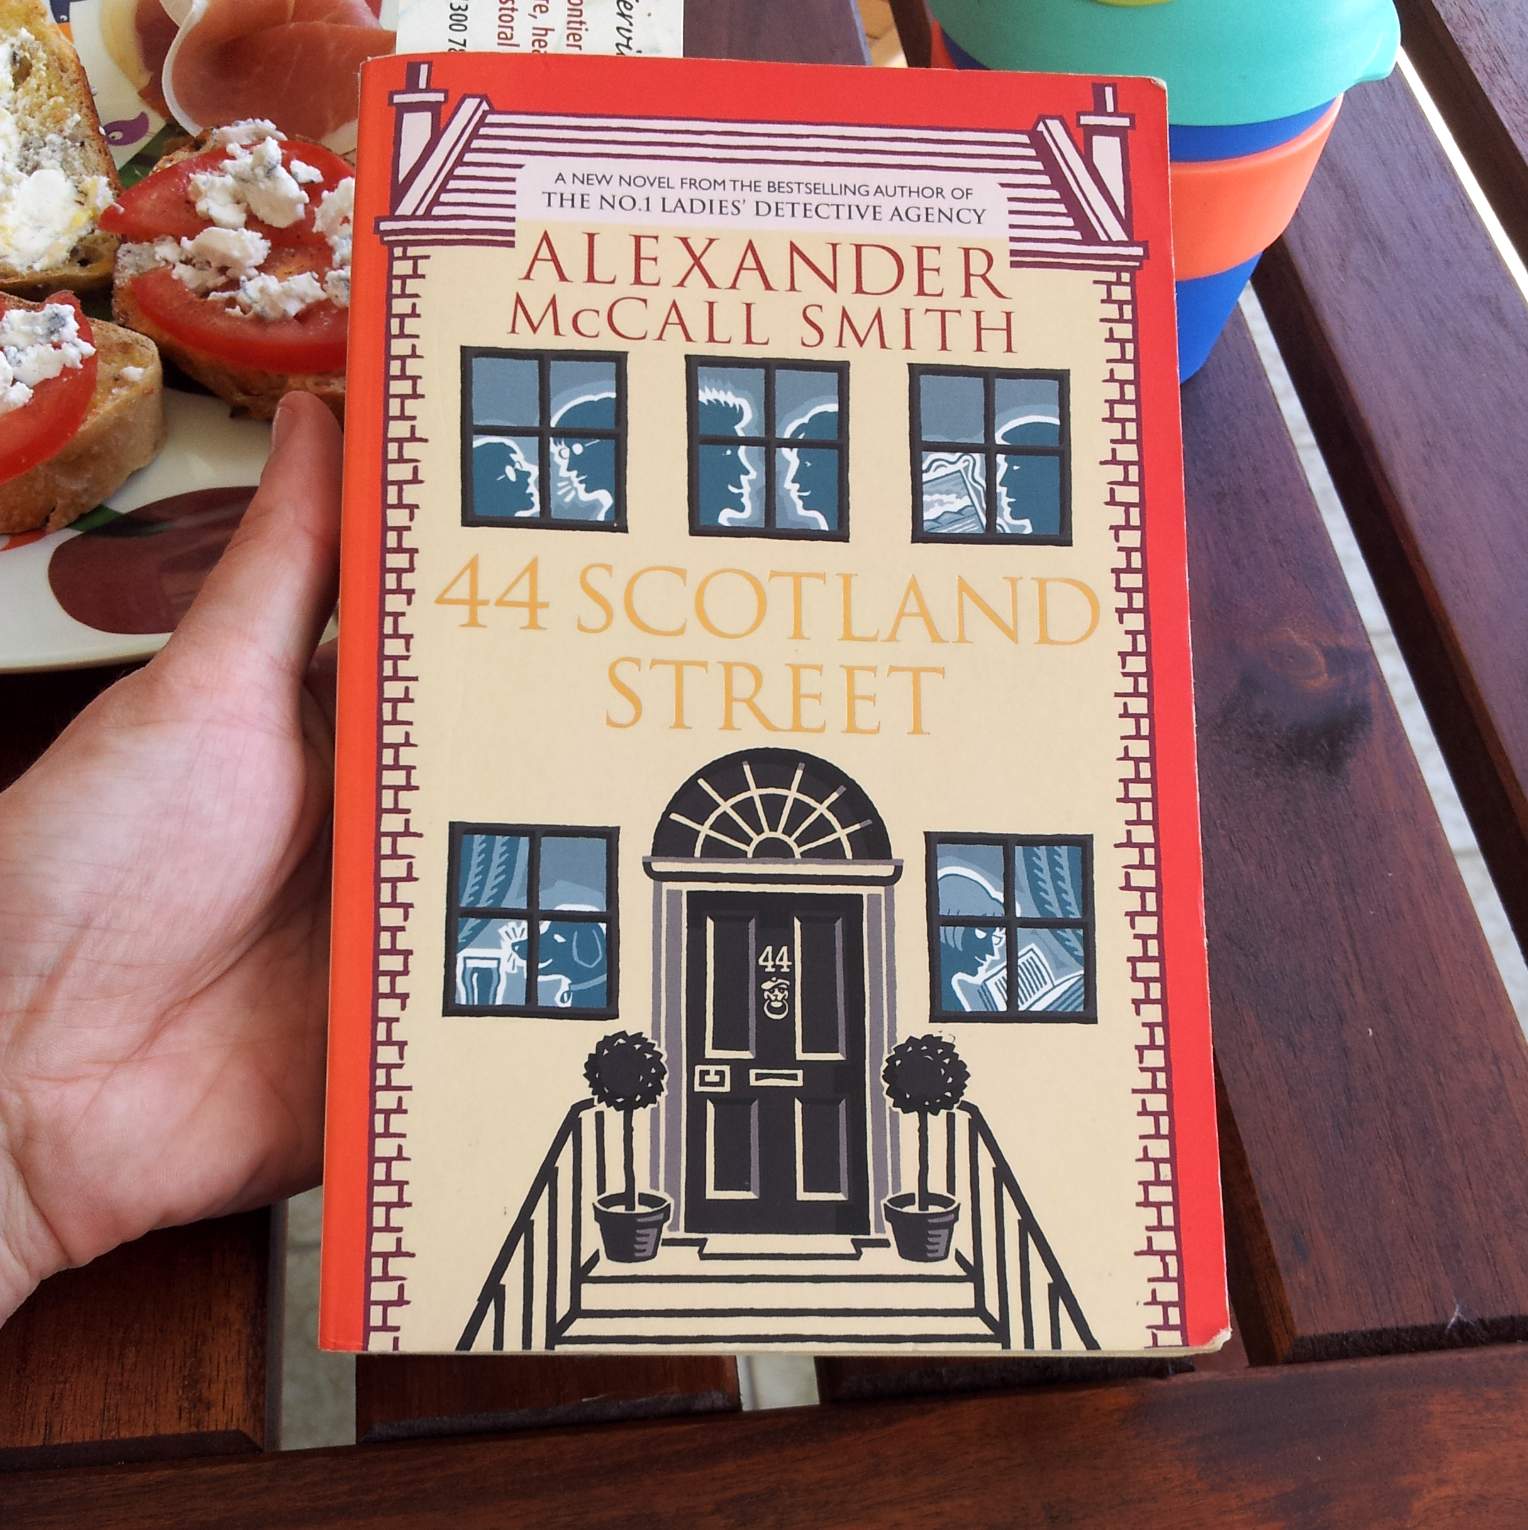 A NEW NOVEL FROM THE BESTSELLING AUTHOR OF
THE NO.1 LADIES' DETECTIVE AGENCY
ALEXANDER
McCALL SMITH
44 SCOTLAND
STREET
44